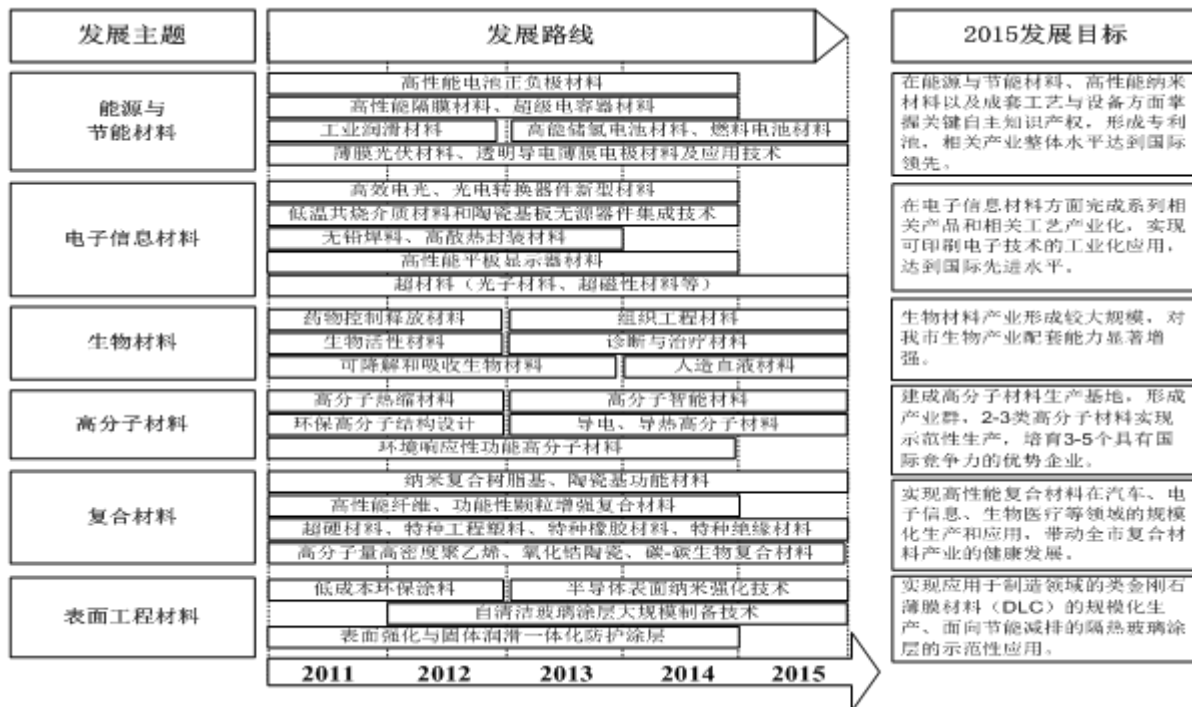 发展主题
发展路线
2015发展目标
能源与
节能材料
高性能电池正负极材料
高性能隔膜材料、超级电容器材料
工业润滑材料
高能储氢电池材料、燃料电池材料
薄膜光伏材料、透明导电薄膜电极材料及应用技术
在能源与节能材料、高性能纳米
材料以及成套工艺与设备方面掌
握关键自主知识产权，形成专利
池，相关产业整体水平达到国际
领先。
电子信息材料
高效电光、光电转换器件新型材料
低温共烧介质材料和陶瓷基板无源器件集成技术
无铅焊料、高散热封装材料
高性能平板显示器材料
超材料（光子材料、超磁性材料等）
在电子信息材料方面完成系列相
关产品和相关工艺产业化，实现
可印刷电子技术的工业化应用，
达到国际先进水平。
生物材料
药物控制释放材料
组织工程材料
生物活性材料
诊断与治疗材料
可降解和吸收生物材料
人造血液材料
生物材料产业形成较大规模，对
我市生物产业配套能力显著增
强。
高分子材料
高分子热缩材料
高分子智能材料
环保高分子结构设计
导电、导热高分子材料
环境响应性功能高分子材料
建成高分子材料生产基地，形成
产业群，2-3类高分子材料实现
示范性生产，培育3-5个具有国
际竞争力的优势企业。
复合材料
纳米复合树脂基、陶瓷基功能材料
高性能纤维、功能性颗粒增强复合材料
超硬材料、特种工程塑料、特种橡胶材料、特种绝缘材料
高分子量高密度聚乙烯、氧化锆陶瓷、碳-碳生物复合材料
实现高性能复合材料在汽车、电
子信息、生物医疗等领域的规模
化生产和应用，带动全市复合材
料产业的健康发展。
表面工程材料
低成本环保涂料
半导体表面纳米强化技术
自清洁玻璃涂层大规模制备技术
表面强化与固体润滑一体化防护涂层
实现应用于制造领域的类金刚石
薄膜材料（DLC）的规模化生
产、面向节能减排的隔热玻璃涂
层的示范性应用。
2011
2012
2013
2014
2015